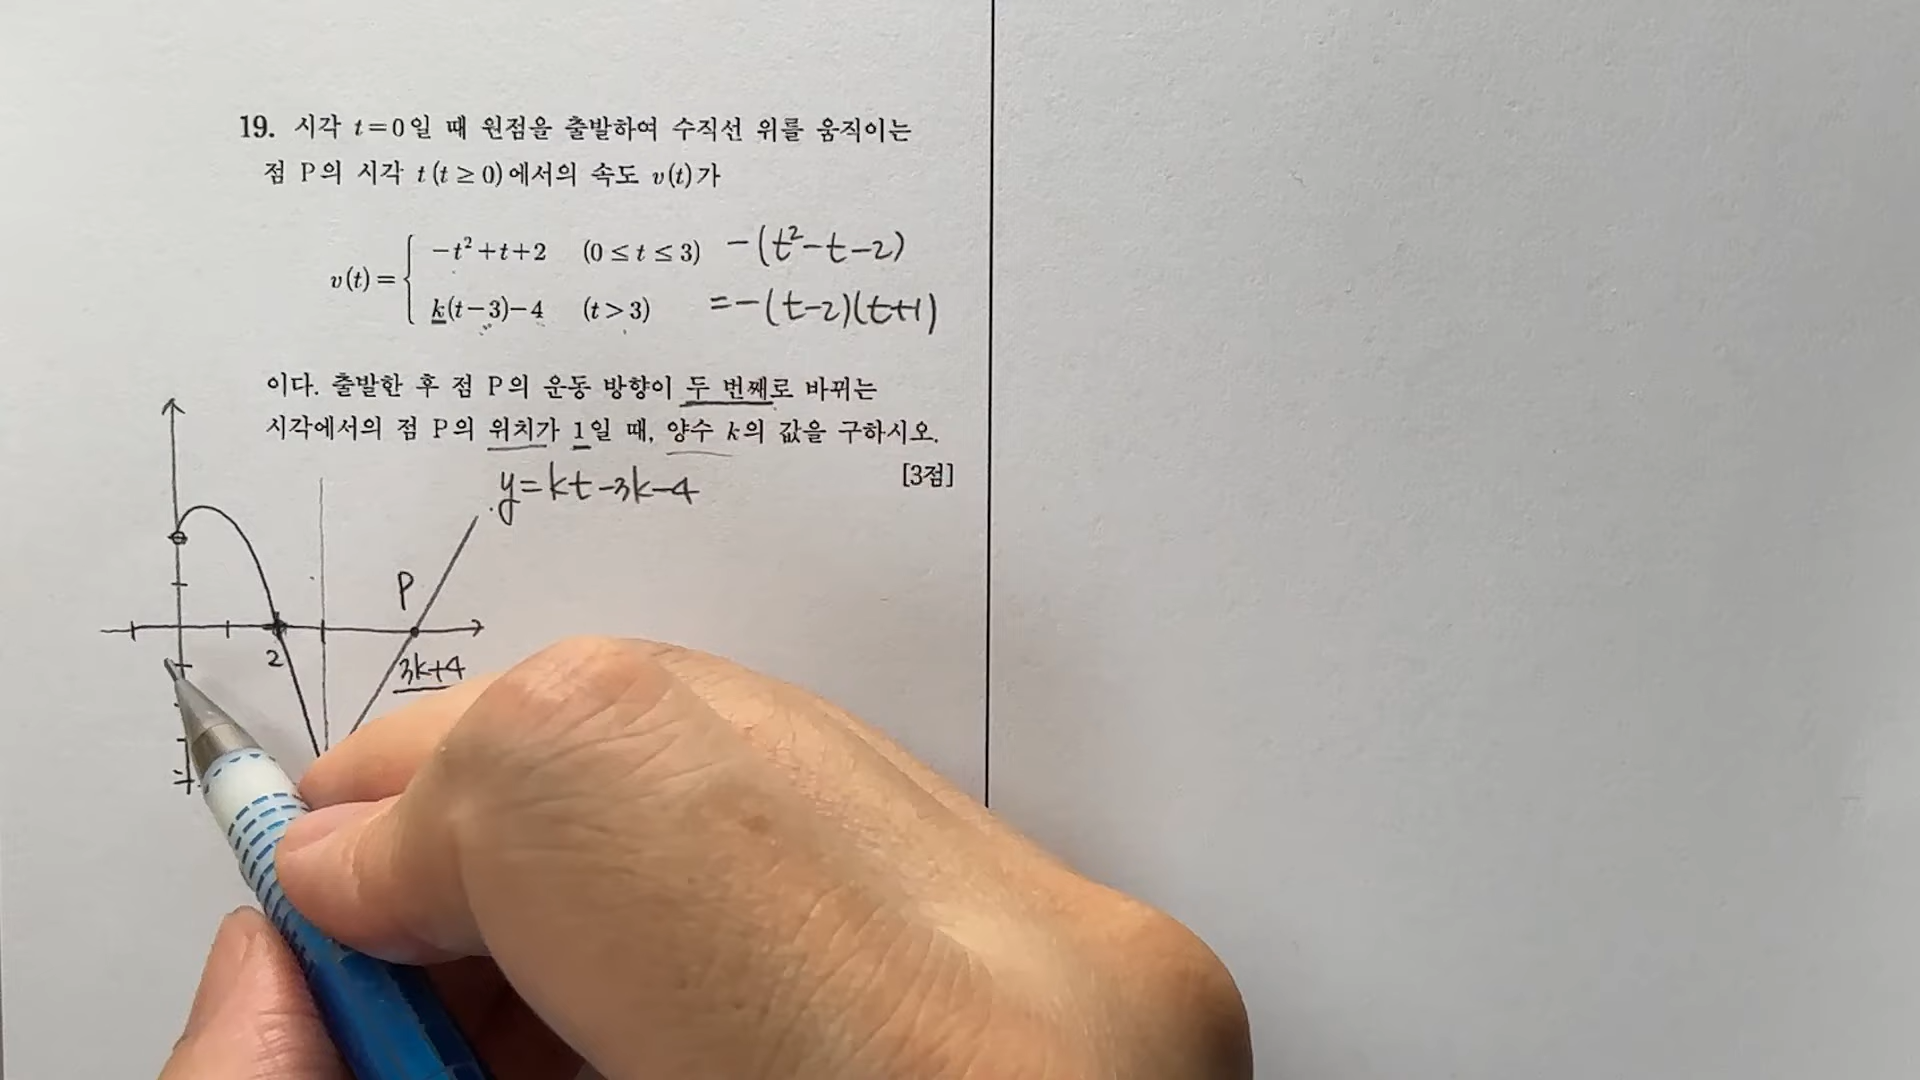 19. 시각 t=0일 때 원점을 출발하여 수직선 위를 움직이는
점 P의 시각 t(t≥0)에서의 속도 v(t)가
v(t)={ -t²+t+2 (0≤t≤3) -(t²-t-2)
k(t-3)-4 (t>3) =-(t-2)(t+1)
이다. 출발한 후 점 P의 운동 방향이 두 번째로 바뀌는
시각에서의 점 P의 위치가 1일 때, 양수 k의 값을 구하시오.
[3점]
y=kt-3k-4
P
2
3k+4